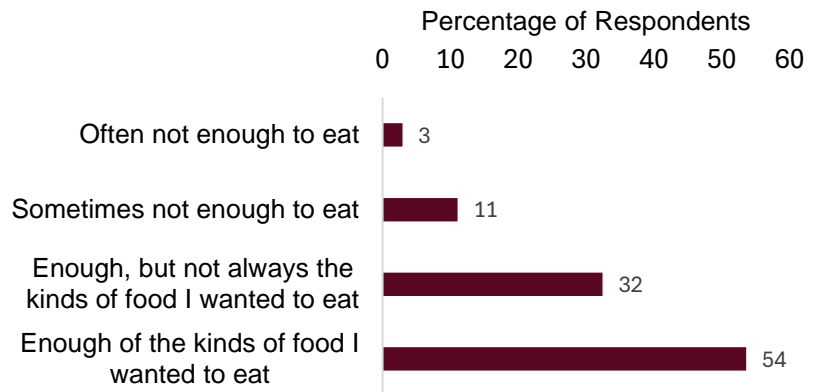 Percentage of Respondents
0 10 20 30 40 50 60
Often not enough to eat 3
Sometimes not enough to eat 11
Enough, but not always the
kinds of food I wanted to eat 32
Enough of the kinds of food I
wanted to eat 54